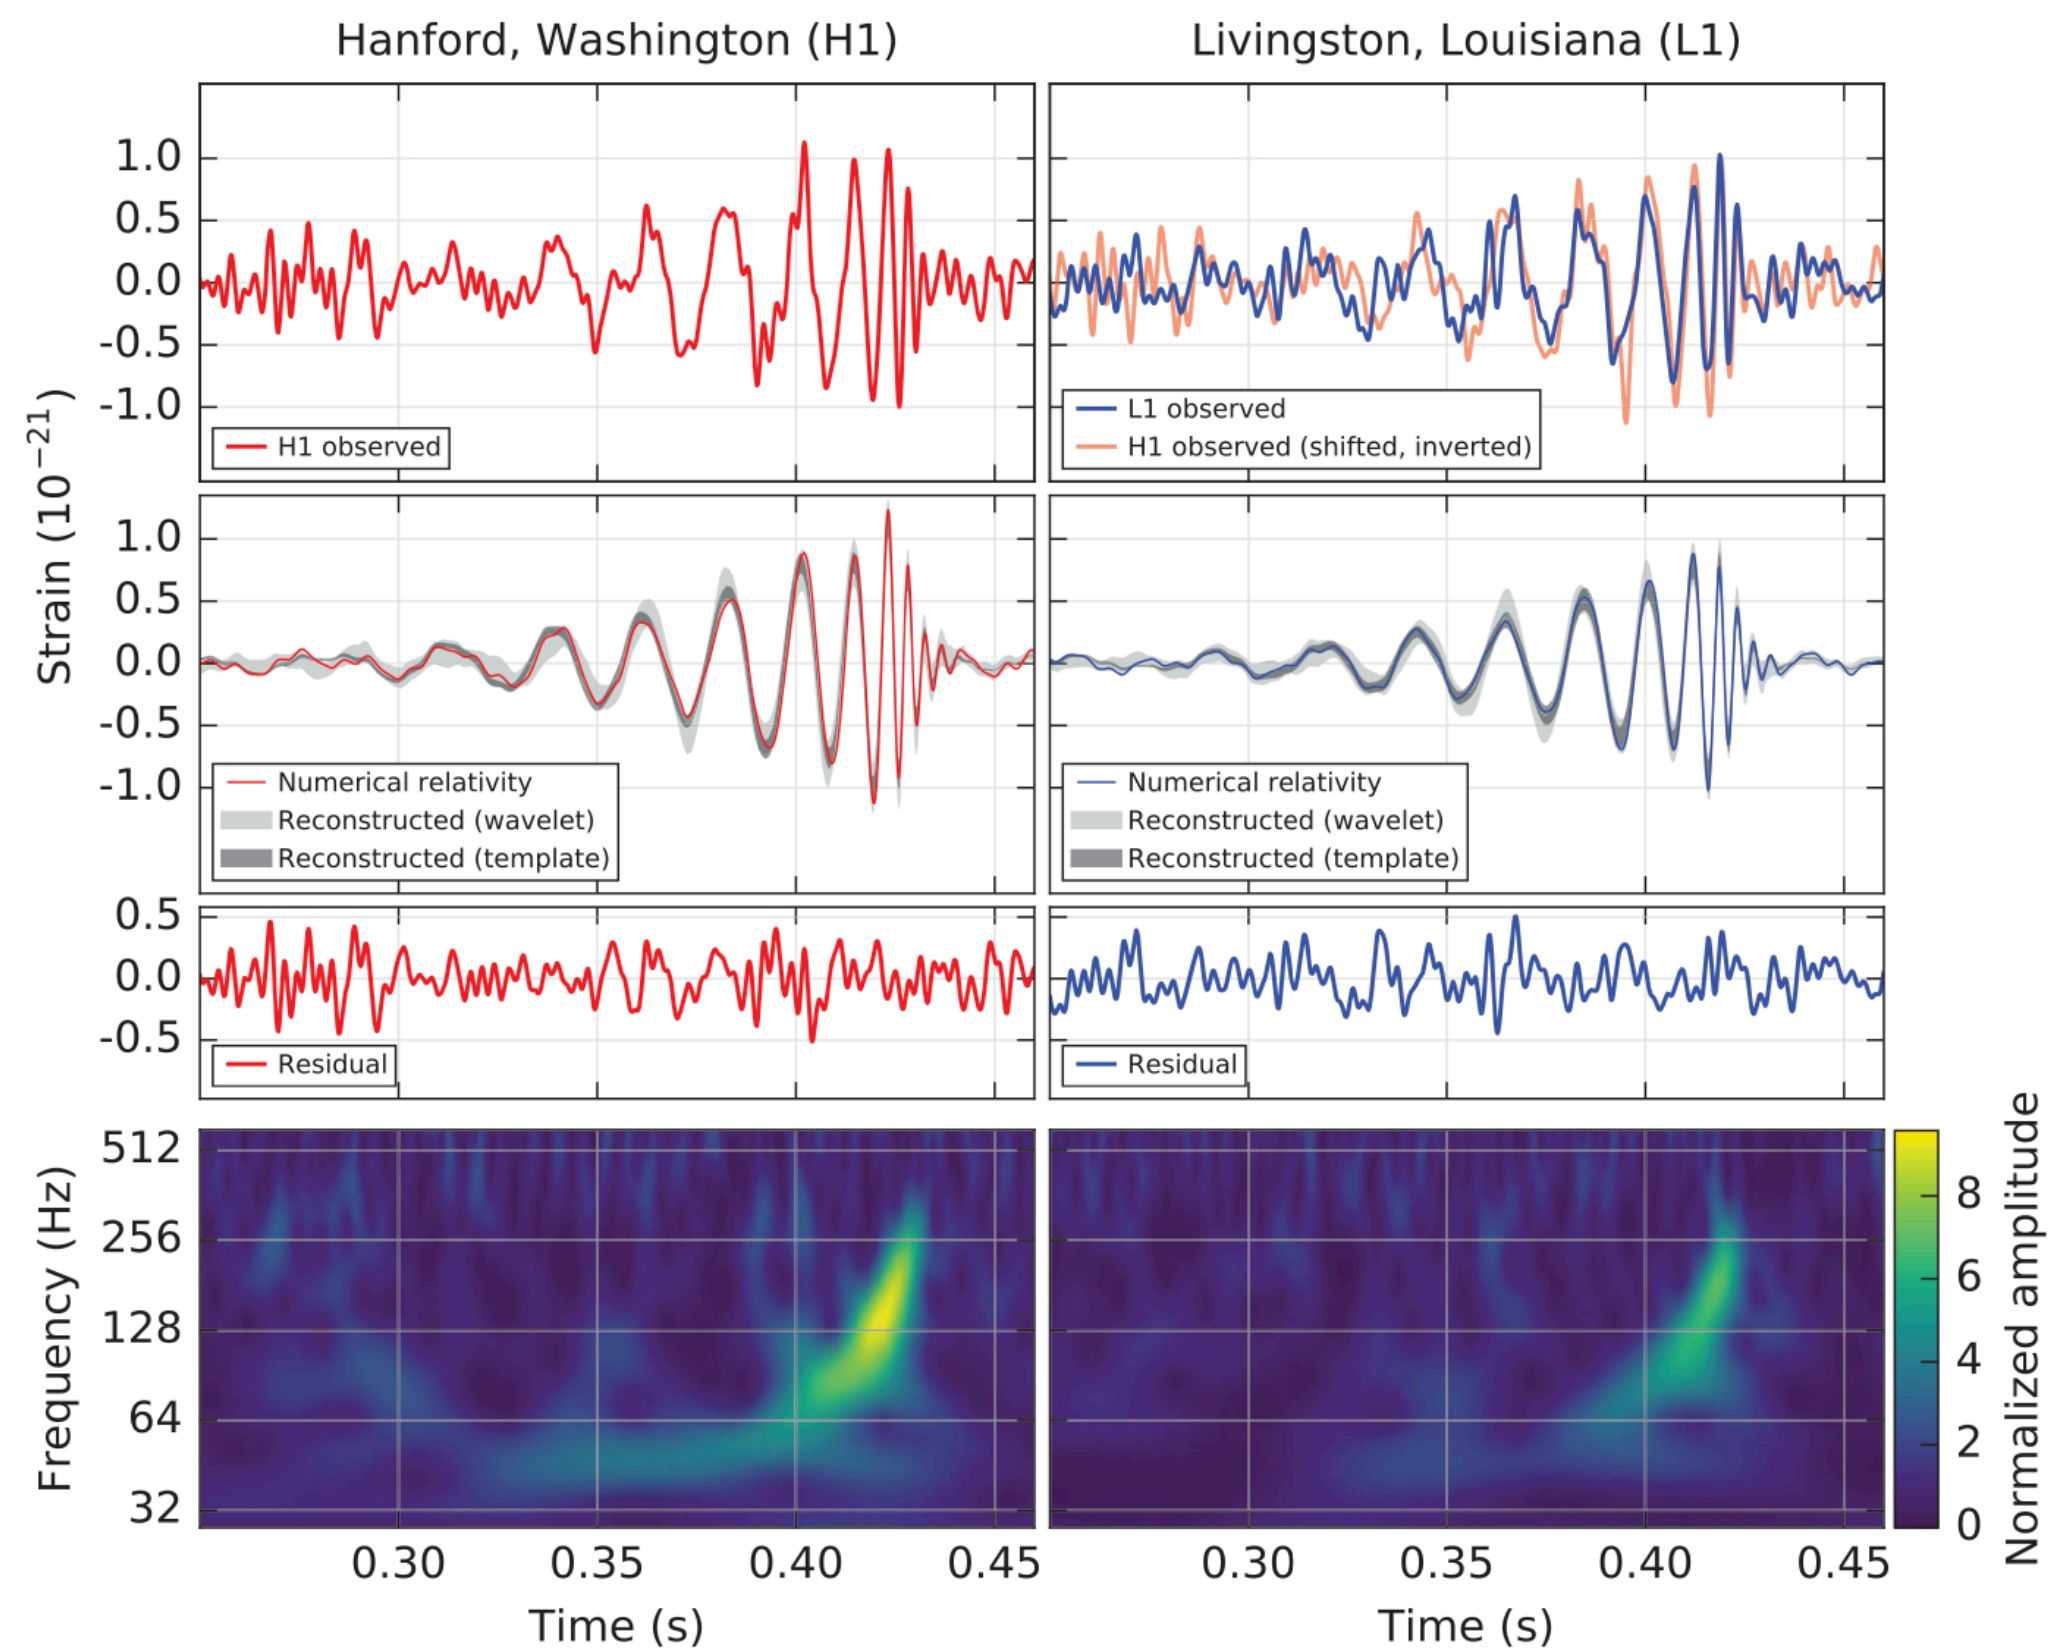 Hanford, Washington (H1)
Livingston, Louisiana (L1)
Strain (10⁻²¹)
1.0
0.5
0.0
-0.5
-1.0
H1 observed
L1 observed
H1 observed (shifted, inverted)
1.0
0.5
0.0
-0.5
-1.0
Numerical relativity
Reconstructed (wavelet)
Reconstructed (template)
Numerical relativity
Reconstructed (wavelet)
Reconstructed (template)
0.5
0.0
-0.5
Residual
Residual
Frequency (Hz)
512
256
128
64
32
0.30 0.35 0.40 0.45
Time (s)
0.30 0.35 0.40 0.45
Time (s)
8
6
4
2
0
Normalized amplitude